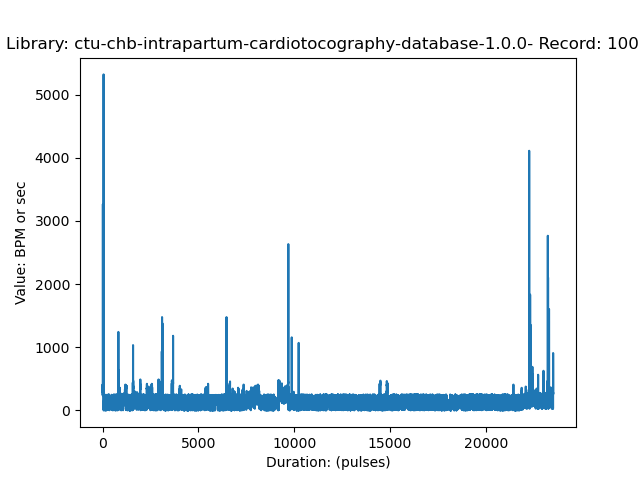 Library: ctu-chb-intrapartum-cardiotocography-database-1.0.0- Record: 100
5000
4000
3000
2000
1000
0
Value: BPM or sec
0 5000 10000 15000 20000
Duration: (pulses)